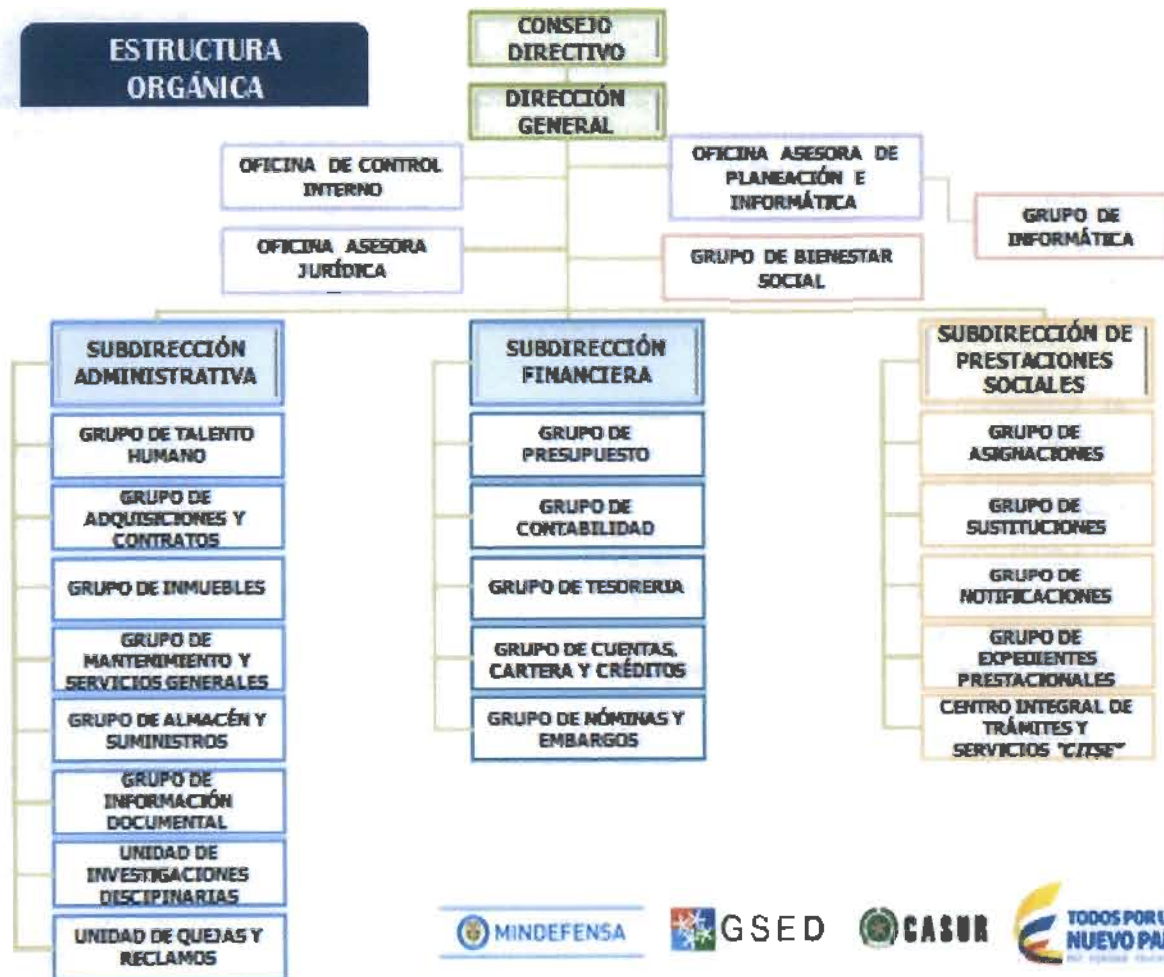 ESTRUCTURA
ORGÁNICA
CONSEJO
DIRECTIVO
DIRECCIÓN
GENERAL
OFICINA DE CONTROL
INTERNO
OFICINA ASESORA DE
PLANEACIÓN E
INFORMÁTICA
GRUPO DE
INFORMÁTICA
OFICINA ASESORA
JURÍDICA
GRUPO DE BIENESTAR
SOCIAL
SUBDIRECCIÓN
ADMINISTRATIVA
GRUPO DE TALENTO
HUMANO
GRUPO DE
ADQUISICIONES Y
CONTRATOS
GRUPO DE INMUEBLES
GRUPO DE
MANTENIMIENTO Y
SERVICIOS GENERALES
GRUPO DE ALMACÉN Y
SUMINISTROS
GRUPO DE
INFORMACIÓN
DOCUMENTAL
UNIDAD DE
INVESTIGACIONES
DISCIPINARIAS
UNIDAD DE QUEJAS Y
RECLAMOS
SUBDIRECCIÓN
FINANCIERA
GRUPO DE
PRESUPUESTO
GRUPO DE
CONTABILIDAD
GRUPO DE TESORERIA
GRUPO DE CUENTAS,
CARTERA Y CRÉDITOS
GRUPO DE NÓMINAS Y
EMBARGOS
SUBDIRECCIÓN DE
PRESTACIONES
SOCIALES
GRUPO DE
ASIGNACIONES
GRUPO DE
SUSTITUCIONES
GRUPO DE
NOTIFICACIONES
GRUPO DE
EXPEDIENTES
PRESTACIONALES
CENTRO INTEGRAL DE
TRÁMITES Y
SERVICIOS "CITSE"
MINDEFENSA
GSED
CASUR
TODOS POR U
NUEVO PA